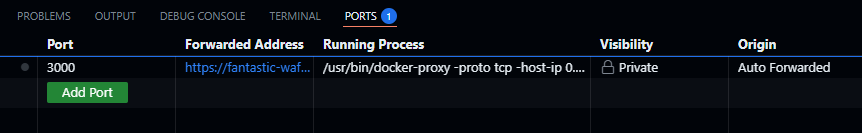 PROBLEMS OUTPUT DEBUG CONSOLE TERMINAL PORTS 1
Port Forwarded Address Running Process Visibility Origin
3000 https://fantastic-waf... /usr/bin/docker-proxy -proto tcp -host-ip 0.... Private Auto Forwarded
Add Port